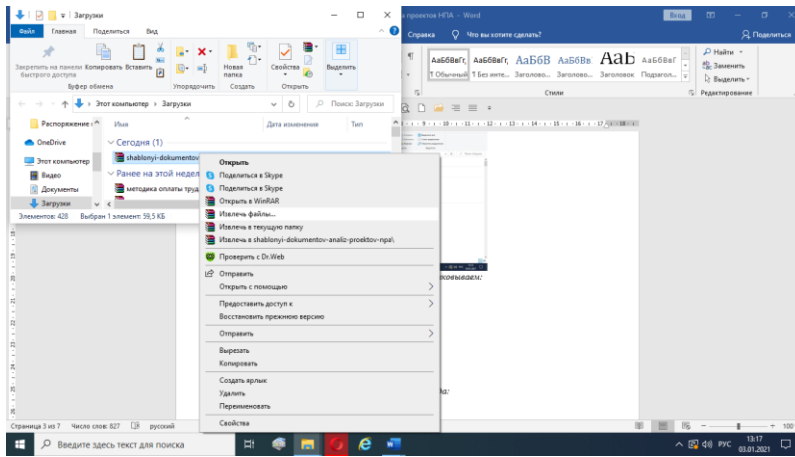 Загрузки
проектов НПА - Word
Вход
Файл Главная Поделиться Вид
Справка Что вы хотите сделать? Поделиться
Закрепить на панели быстрого доступа
Копировать Вставить
Новая папка
Свойства
Открыть
Выделить
Буфер обмена Упорядочить Создать Открыть
АаБбВвГг, АаБбВвГг, АаБбВ АаБбВв Aab АаБбВвГ
¶ Обычный ¶ Без инте... Заголово... Заголово... Заголовок Подзагол...
Найти
Заменить
Выделить
Стили Редактирование
Этот компьютер › Загрузки
Поиск: Загрузки
Распоряжение
Имя Дата изменения Тип
OneDrive
Этот компьютер
Видео
Документы
Загрузки
Сегодня (1)
shablonyi-dokumentov
Ранее на этой недел
методика оплаты труд
Элементов: 428 Выбран 1 элемент: 59,5 КБ
Открыть
Поделиться в Skype
Поделиться в Skype
Открыть в WinRAR
Извлечь файлы...
Извлечь в текущую папку
Извлечь в shablonyi-dokumentov-analiz-proektov-npa\
Проверить с Dr.Web
Отправить
Открыть с помощью
Предоставить доступ к
Восстановить прежнюю версию
Отправить
Вырезать
Копировать
Создать ярлык
Удалить
Переименовать
Свойства
Страница 3 из 7 Число слов: 827 русский
100
Введите здесь текст для поиска
РУС
13:17
03.01.2021